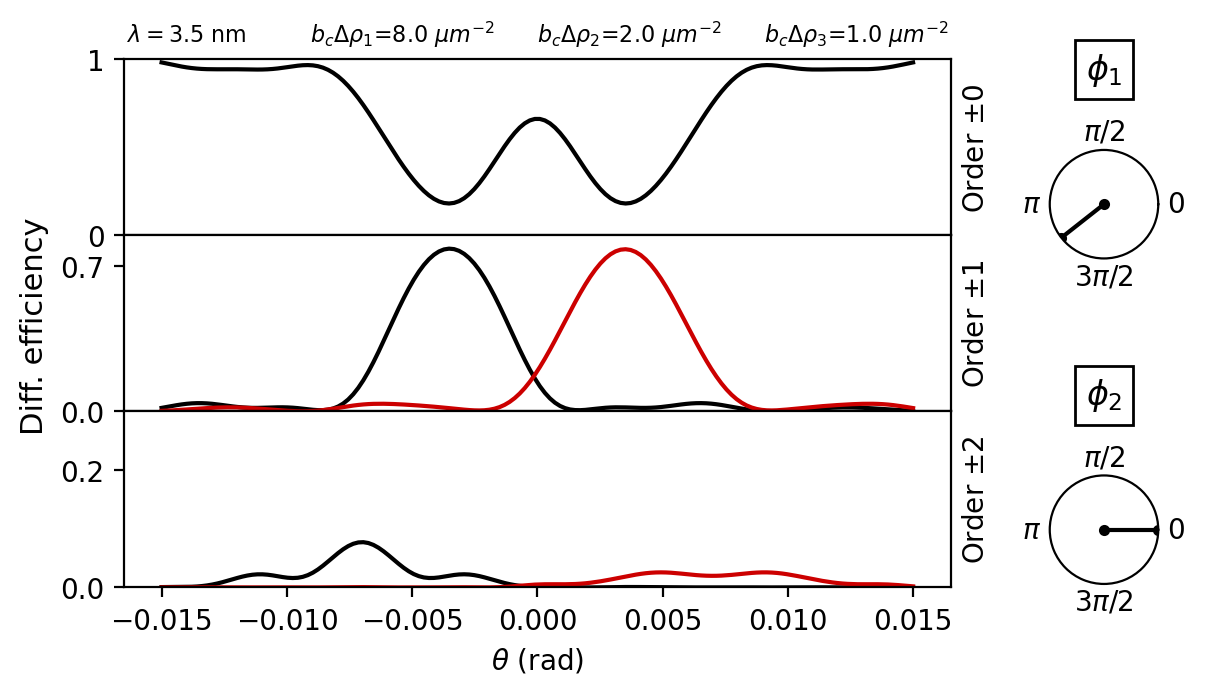 λ = 3.5 nm
b_cΔρ_1=8.0 μm^{-2}
b_cΔρ_2=2.0 μm^{-2}
b_cΔρ_3=1.0 μm^{-2}
1
0
Order ±0
0.7
0.0
Order ±1
0.2
0.0
Order ±2
Diff. efficiency
−0.015
−0.010
−0.005
0.000
0.005
0.010
0.015
θ (rad)
ϕ_1
π/2
π
0
3π/2
ϕ_2
π/2
π
0
3π/2